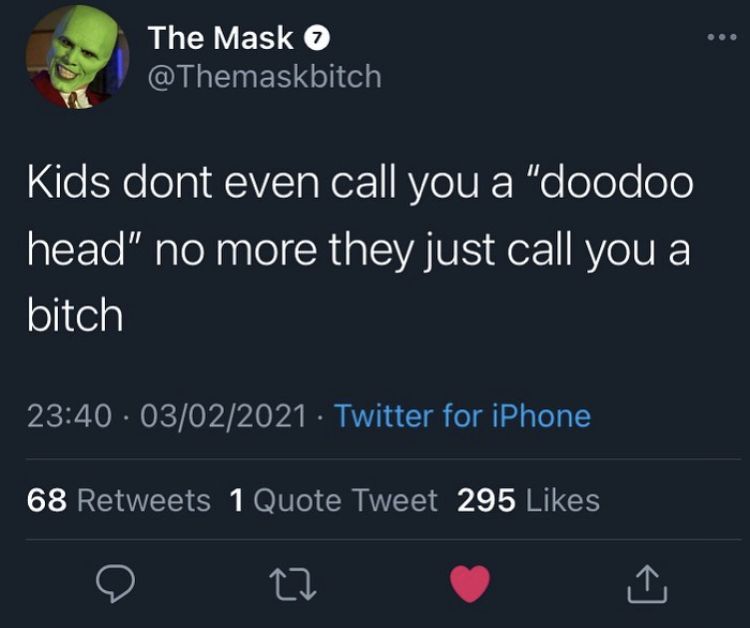 The Mask 7
@Themaskbitch
Kids dont even call you a “doodoo
head” no more they just call you a
bitch
23:40 · 03/02/2021 · Twitter for iPhone
68 Retweets 1 Quote Tweet 295 Likes